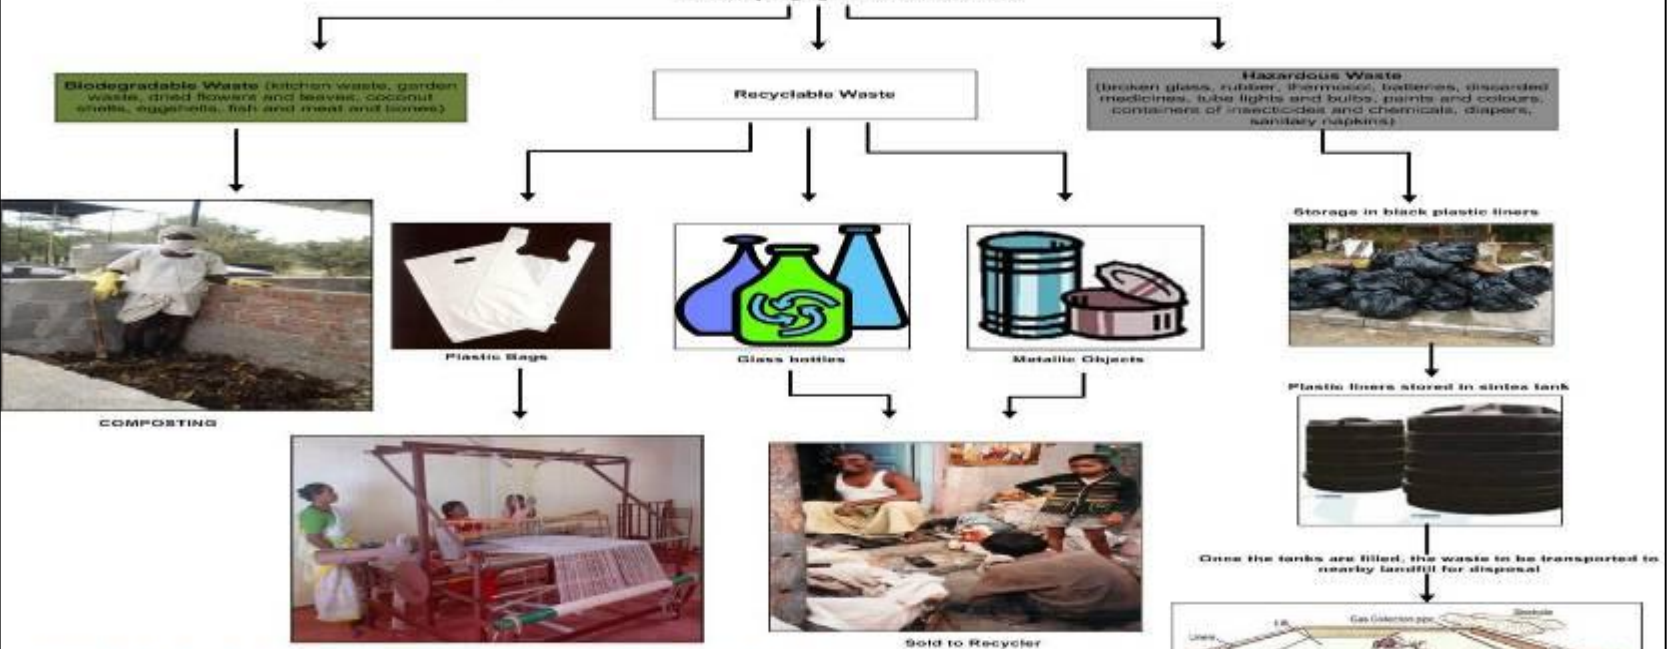 Biodegradable Waste (kitchen waste, garden
waste, dried flowers and leaves, coconut
shells, eggshells, fish and meat and bones)
Recyclable Waste
Hazardous Waste
(broken glass, rubber, thermocol, batteries, discarded
medicines, tube lights and bulbs, paints and colours,
containers of insecticides and chemicals, diapers,
sanitary napkins)
Storage in black plastic liners
Plastic Bags
Glass bottles
Metallic Objects
Plastic liners stored in sintex tank
COMPOSTING
Once the tanks are filled, the waste to be transported to
nearby landfill for disposal
Sold to Recycler
Gas Collection pipe
Liners